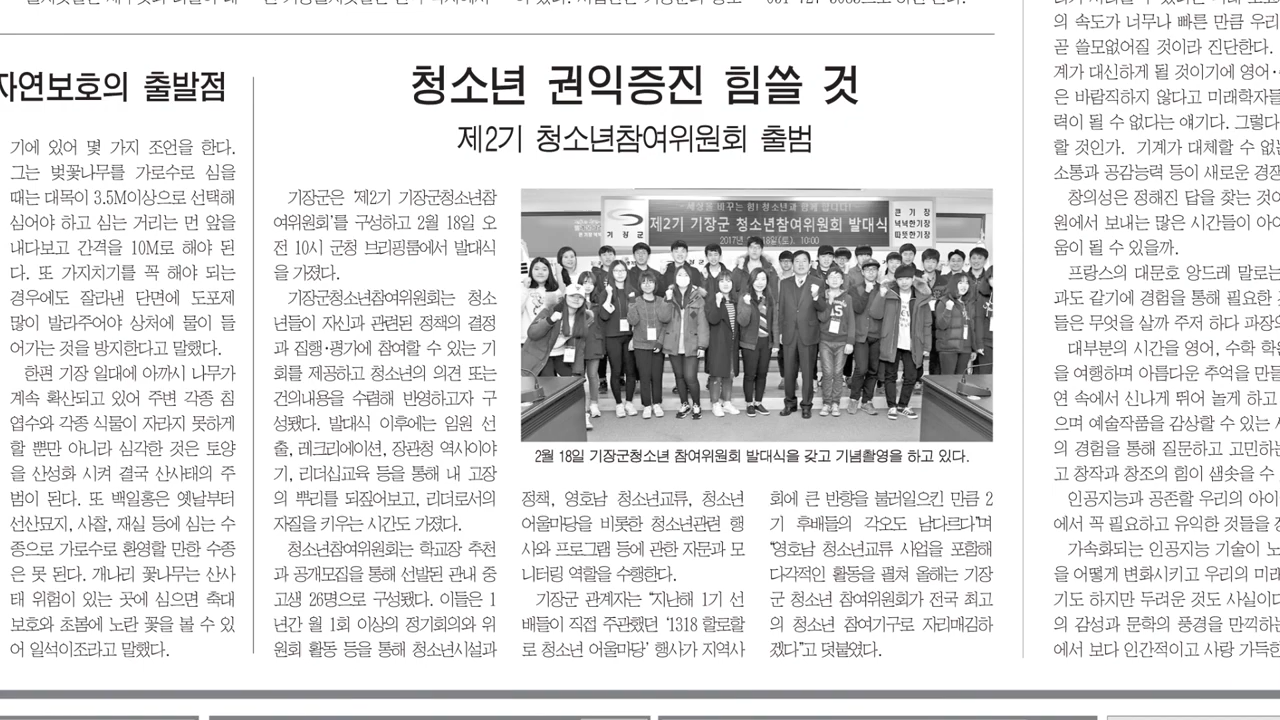 자연보호의 출발점
기에 있어 몇 가지 조언을 한다.
그는 벚꽃나무를 가로수로 심을
때는 대목이 3.5M이상으로 선택해
심어야 하고 심는 거리는 먼 앞을
내다보고 간격을 10M로 해야 된
다. 또 가지치기를 꼭 해야 되는
경우에도 잘라낸 단면에 도포제
많이 발라주어야 상처에 물이 들
어가는 것을 방지한다고 말했다.
한편 기장 일대에 아까시 나무가
계속 확산되고 있어 주변 각종 침
엽수와 각종 식물이 자라지 못하게
할 뿐만 아니라 심각한 것은 토양
을 산성화 시켜 결국 산사태의 주
범이 된다. 또 백일홍은 옛날부터
선산묘지, 사찰, 재실 등에 심는 수
종으로 가로수로 환영할 만한 수종
은 못 된다. 개나리 꽃나무는 산사
태 위험이 있는 곳에 심으면 축대
보호와 초봄에 노란 꽃을 볼 수 있
어 일석이조라고 말했다.
청소년 권익증진 힘쓸 것
제2기 청소년참여위원회 출범
기장군은 '제2기 기장군청소년참
여위원회'를 구성하고 2월 18일 오
전 10시 군청 브리핑룸에서 발대식
을 가졌다.
기장군청소년참여위원회는 청소
년들이 자신과 관련된 정책의 결정
과 집행·평가에 참여할 수 있는 기
회를 제공하고 청소년의 의견 또는
건의내용을 수렴해 반영하고자 구
성됐다. 발대식 이후에는 임원 선
출, 레크리에이션, 장관청 역사이야
기, 리더십교육 등을 통해 내 고장
의 뿌리를 되짚어보고, 리더로서의
자질을 키우는 시간도 가졌다.
청소년참여위원회는 학교장 추천
과 공개모집을 통해 선발된 관내 중
고생 26명으로 구성됐다. 이들은 1
년간 월 1회 이상의 정기회의와 위
원회 활동 등을 통해 청소년시설과
세상을 바꾸는 힘! 청소년과 함께 합니다!
제2기 기장군 청소년참여위원회 발대식
2017년 18일(토), 10:00
기장군
큰기장
넉넉한기장
따뜻한기장
15
2월 18일 기장군청소년 참여위원회 발대식을 갖고 기념촬영을 하고 있다.
정책, 영호남 청소년교류, 청소년
어울마당을 비롯한 청소년관련 행
사와 프로그램 등에 관한 자문과 모
니터링 역할을 수행한다.
기장군 관계자는 "지난해 1기 선
배들이 직접 주관했던 '1318 할로할
로 청소년 어울마당' 행사가 지역사
회에 큰 반향을 불러일으킨 만큼 2
기 후배들의 각오도 남다르다"며
"영호남 청소년교류 사업을 포함해
다각적인 활동을 펼쳐 올해는 기장
군 청소년 참여위원회가 전국 최고
의 청소년 참여기구로 자리매김하
겠다"고 덧붙였다.
의 속도가 너무나 빠른 만큼 우리
곧 쓸모없어질 것이라 진단한다.
계가 대신하게 될 것이기에 영어·
은 바람직하지 않다고 미래학자들
력이 될 수 없다는 얘기다. 그렇다
할 것인가. 기계가 대체할 수 없는
소통과 공감능력 등이 새로운 경쟁
창의성은 정해진 답을 찾는 것이
원에서 보내는 많은 시간들이 아이
움이 될 수 있을까.
프랑스의 대문호 앙드레 말로는
과도 같기에 경험을 통해 필요한
들은 무엇을 살까 주저 하다 파장
대부분의 시간을 영어, 수학 학원
을 여행하며 아름다운 추억을 만들
연 속에서 신나게 뛰어 놀게 하고
으며 예술작품을 감상할 수 있는
의 경험을 통해 질문하고 고민하는
고 창작과 창조의 힘이 샘솟을 수
인공지능과 공존할 우리의 아이
에서 꼭 필요하고 유익한 것들을
가속화되는 인공지능 기술이 노
을 어떻게 변화시키고 우리의 미래
기도 하지만 두려운 것도 사실이다
의 감성과 문학의 풍경을 만끽하는
에서 보다 인간적이고 사랑 가득한